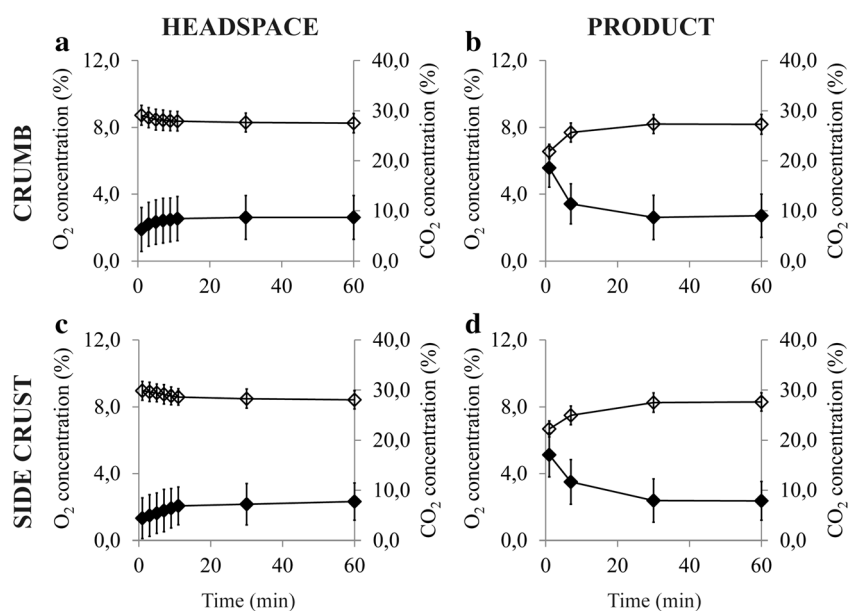 HEADSPACE
PRODUCT
CRUMB
SIDE CRUST
a
O2 concentration (%)
12,0
8,0
4,0
0,0
40,0
30,0
20,0
10,0
0,0
CO2 concentration (%)
0 20 40 60
b
O2 concentration (%)
12,0
8,0
4,0
0,0
40,0
30,0
20,0
10,0
0,0
CO2 concentration (%)
0 20 40 60
c
O2 concentration (%)
12,0
8,0
4,0
0,0
40,0
30,0
20,0
10,0
0,0
CO2 concentration (%)
0 20 40 60
Time (min)
d
O2 concentration (%)
12,0
8,0
4,0
0,0
40,0
30,0
20,0
10,0
0,0
CO2 concentration (%)
0 20 40 60
Time (min)